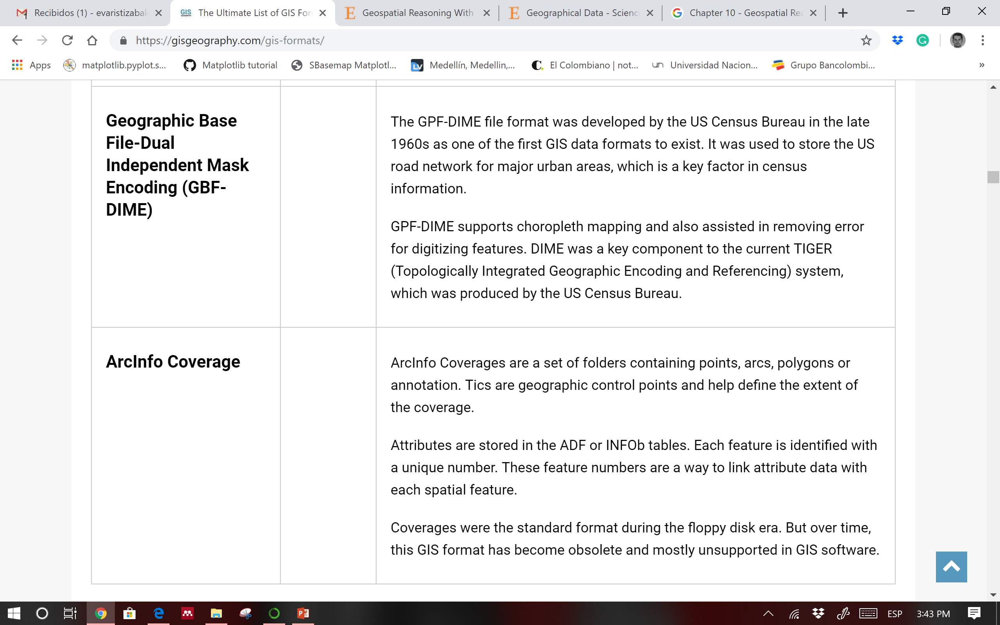 Recibidos (1) - evaristizabal
The Ultimate List of GIS For
Geospatial Reasoning With
Geographical Data - Science
Chapter 10 - Geospatial Rea
https://gisgeography.com/gis-formats/
Apps
matplotlib.pyplot.s...
Matplotlib tutorial
SBasemap Matplotl...
Medellín, Medellin,...
El Colombiano | not...
Universidad Nacion...
Grupo Bancolombi...
»
Geographic Base
File-Dual
Independent Mask
Encoding (GBF-
DIME)
The GPF-DIME file format was developed by the US Census Bureau in the late
1960s as one of the first GIS data formats to exist. It was used to store the US
road network for major urban areas, which is a key factor in census
information.
GPF-DIME supports choropleth mapping and also assisted in removing error
for digitizing features. DIME was a key component to the current TIGER
(Topologically Integrated Geographic Encoding and Referencing) system,
which was produced by the US Census Bureau.
ArcInfo Coverage
ArcInfo Coverages are a set of folders containing points, arcs, polygons or
annotation. Tics are geographic control points and help define the extent of
the coverage.
Attributes are stored in the ADF or INFOb tables. Each feature is identified with
a unique number. These feature numbers are a way to link attribute data with
each spatial feature.
Coverages were the standard format during the floppy disk era. But over time,
this GIS format has become obsolete and mostly unsupported in GIS software.
ESP
3:43 PM